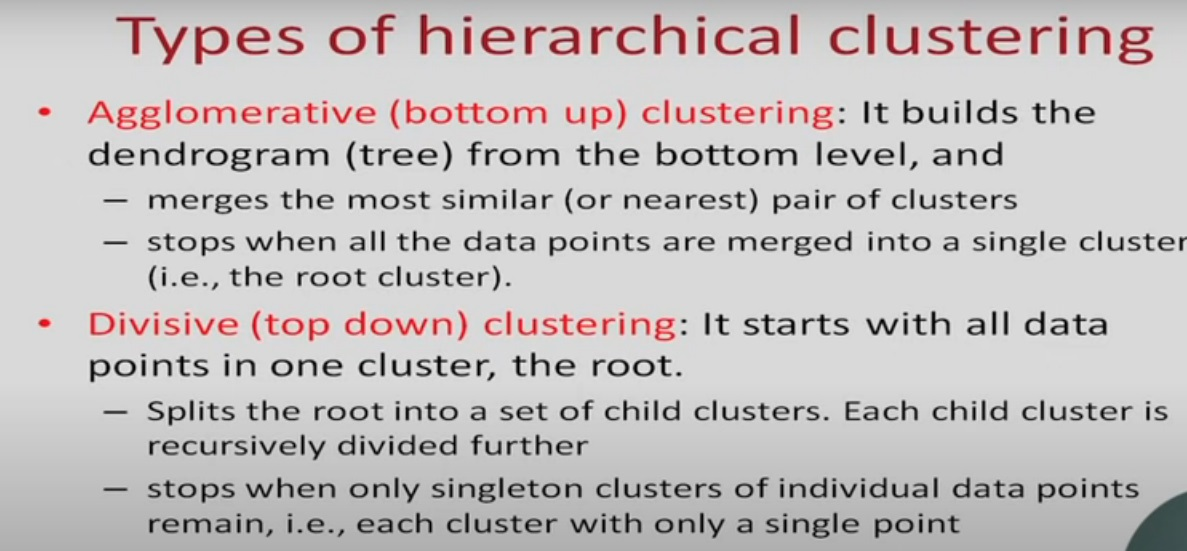 Types of hierarchical clustering
• Agglomerative (bottom up) clustering: It builds the
dendrogram (tree) from the bottom level, and
– merges the most similar (or nearest) pair of clusters
– stops when all the data points are merged into a single cluster
(i.e., the root cluster).
• Divisive (top down) clustering: It starts with all data
points in one cluster, the root.
– Splits the root into a set of child clusters. Each child cluster is
recursively divided further
– stops when only singleton clusters of individual data points
remain, i.e., each cluster with only a single point